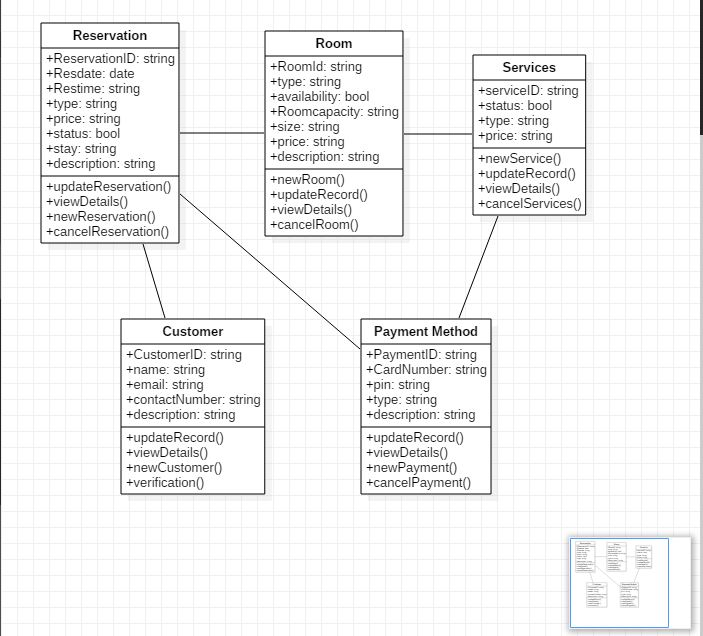 Reservation
+ReservationID: string
+Resdate: date
+Restime: string
+type: string
+price: string
+status: bool
+stay: string
+description: string
+updateReservation()
+viewDetails()
+newReservation()
+cancelReservation()
Room
+RoomId: string
+type: string
+availability: bool
+Roomcapacity: string
+size: string
+price: string
+description: string
+newRoom()
+updateRecord()
+viewDetails()
+cancelRoom()
Services
+serviceID: string
+status: bool
+type: string
+price: string
+newService()
+updateRecord()
+viewDetails()
+cancelServices()
Customer
+CustomerID: string
+name: string
+email: string
+contactNumber: string
+description: string
+updateRecord()
+viewDetails()
+newCustomer()
+verification()
Payment Method
+PaymentID: string
+CardNumber: string
+pin: string
+type: string
+description: string
+updateRecord()
+viewDetails()
+newPayment()
+cancelPayment()